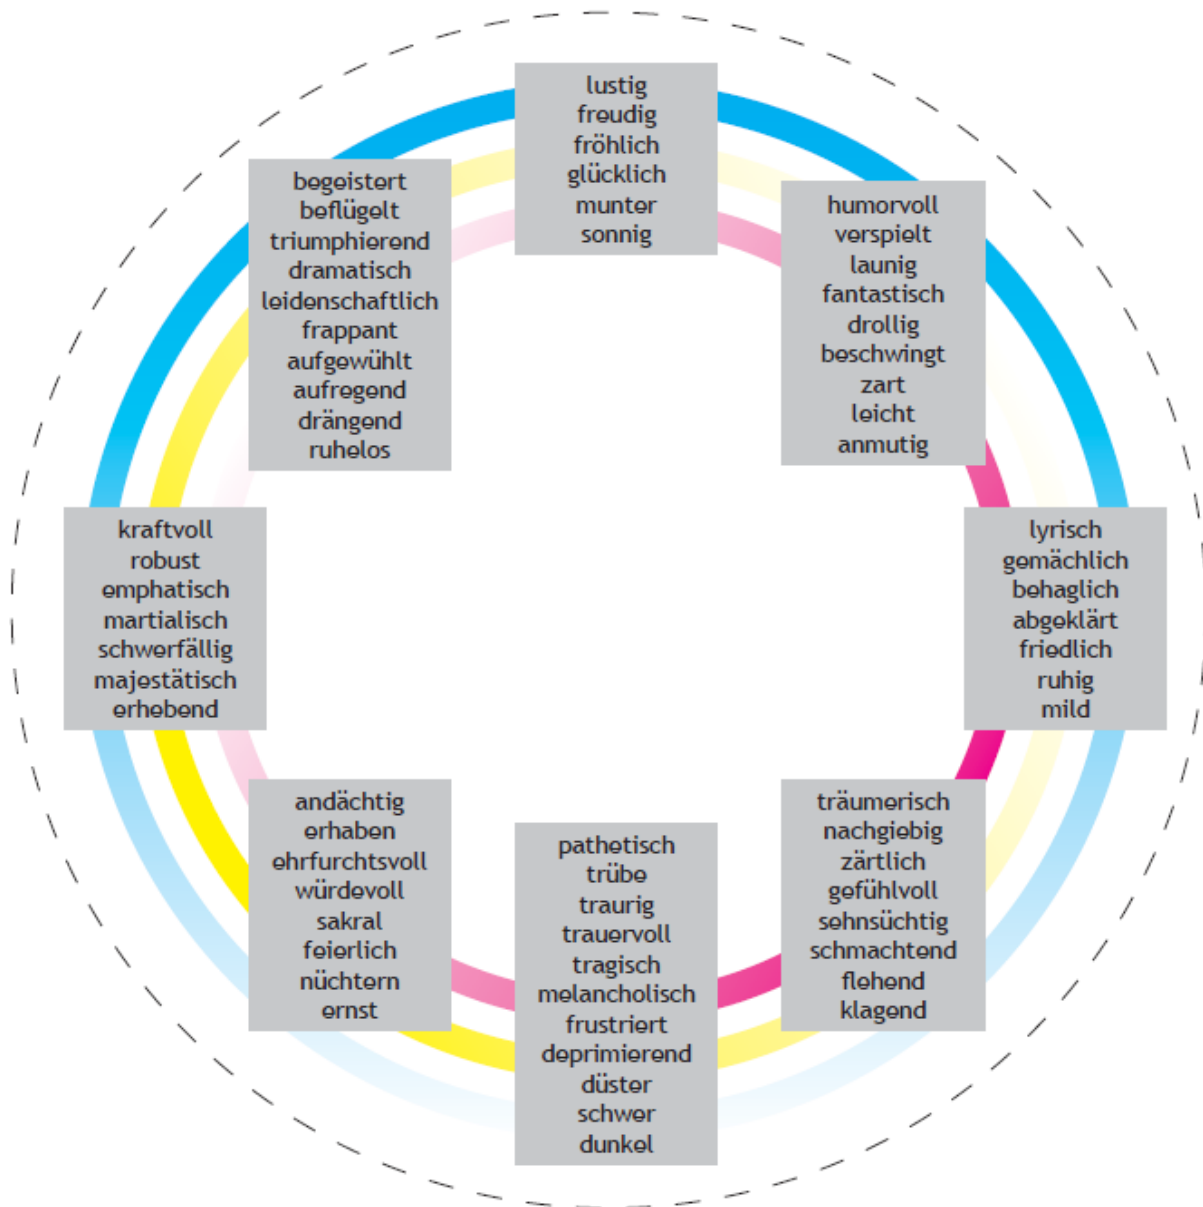 lustig
freudig
fröhlich
glücklich
munter
sonnig
humorvoll
verspielt
launig
fantastisch
drollig
beschwingt
zart
leicht
anmutig
lyrisch
gemächlich
behaglich
abgeklärt
friedlich
ruhig
mild
träumerisch
nachgiebig
zärtlich
gefühlvoll
sehnsüchtig
schmachtend
flehend
klagend
pathetisch
trübe
traurig
trauervoll
tragisch
melancholisch
frustriert
deprimierend
düster
schwer
dunkel
andächtig
erhaben
ehrfurchtsvoll
würdevoll
sakral
feierlich
nüchtern
ernst
kraftvoll
robust
emphatisch
martialisch
schwerfällig
majestätisch
erhebend
begeistert
beflügelt
triumphierend
dramatisch
leidenschaftlich
frappant
aufgewühlt
aufregend
drängend
ruhelos